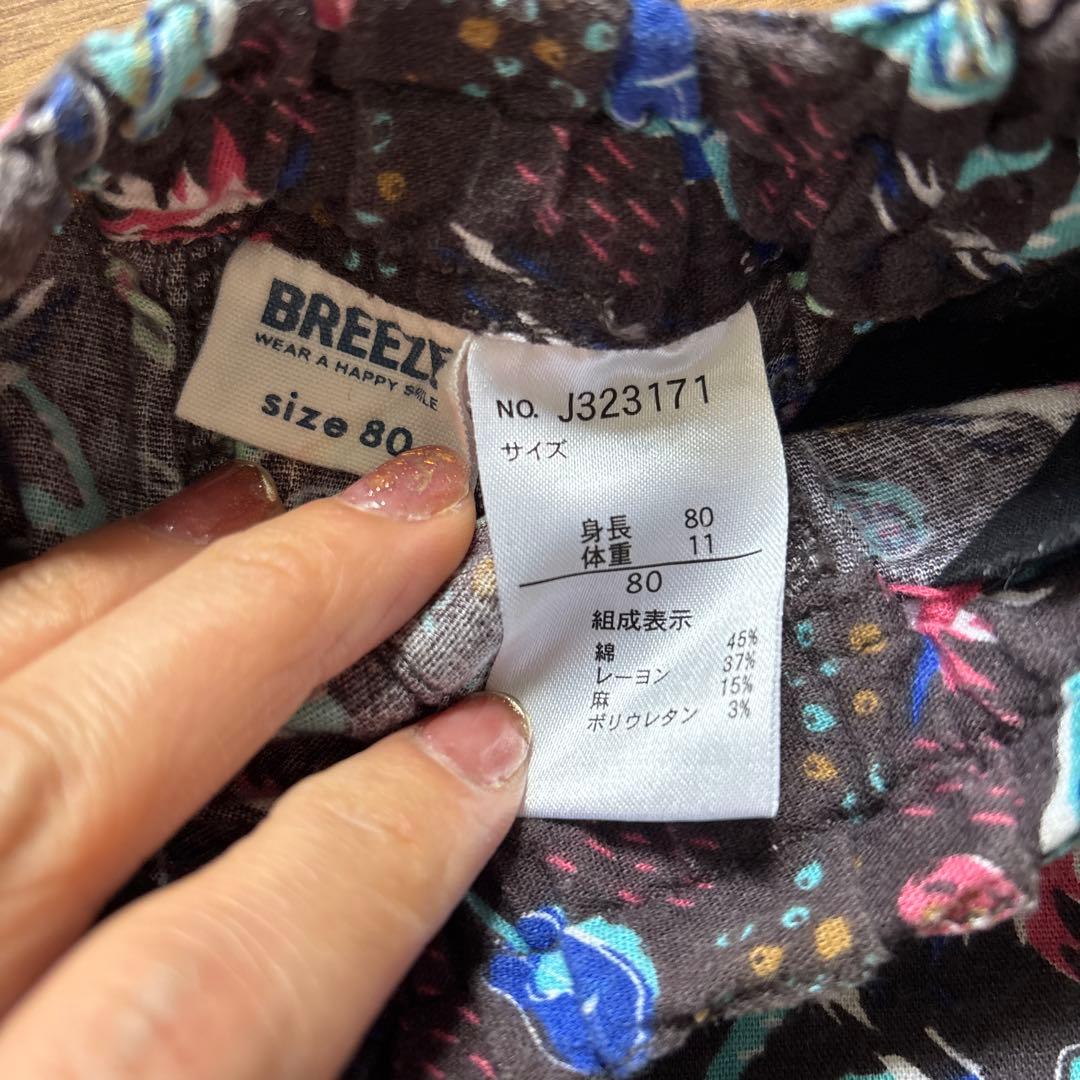 BREEZE
WEAR A HAPPY SMILE
size 80
NO. J323171
サイズ
身長 80
体重 11
80
組成表示
綿 45%
レーヨン 37%
麻 15%
ポリウレタン 3%